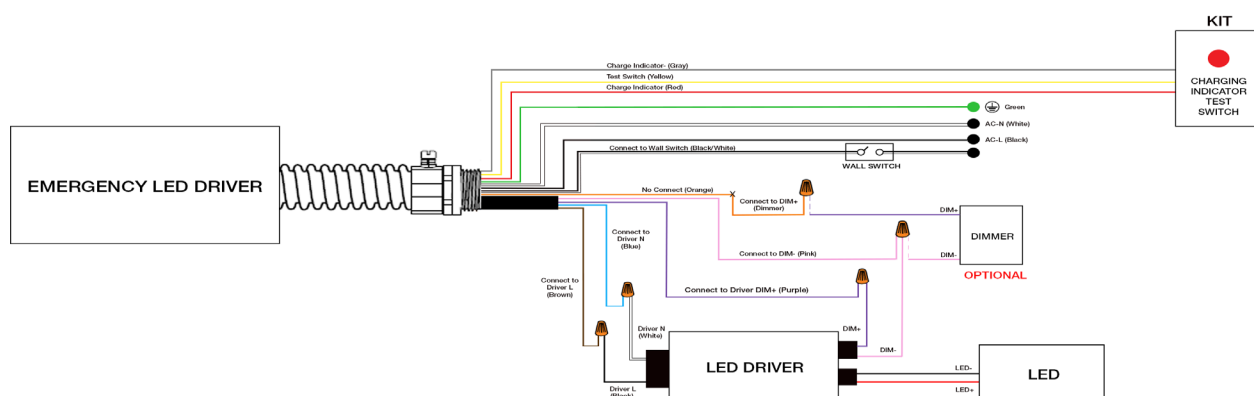 KIT
Charge Indicator- (Gray)
Test Switch (Yellow)
Charge Indicator (Red)
CHARGING
INDICATOR
TEST
SWITCH
Green
AC-N (White)
AC-L (Black)
Connect to Wall Switch (Black/White)
WALL SWITCH
EMERGENCY LED DRIVER
No Connect (Orange)
Connect to DIM+
(Dimmer)
DIM+
DIMMER
DIM-
OPTIONAL
Connect to
Driver N
(Blue)
Connect to DIM- (Pink)
Connect to
Driver L
(Brown)
Connect to Driver DIM+ (Purple)
Driver N
(White)
DIM+
DIM-
LED DRIVER
LED-
LED+
LED
Driver L
(Black)